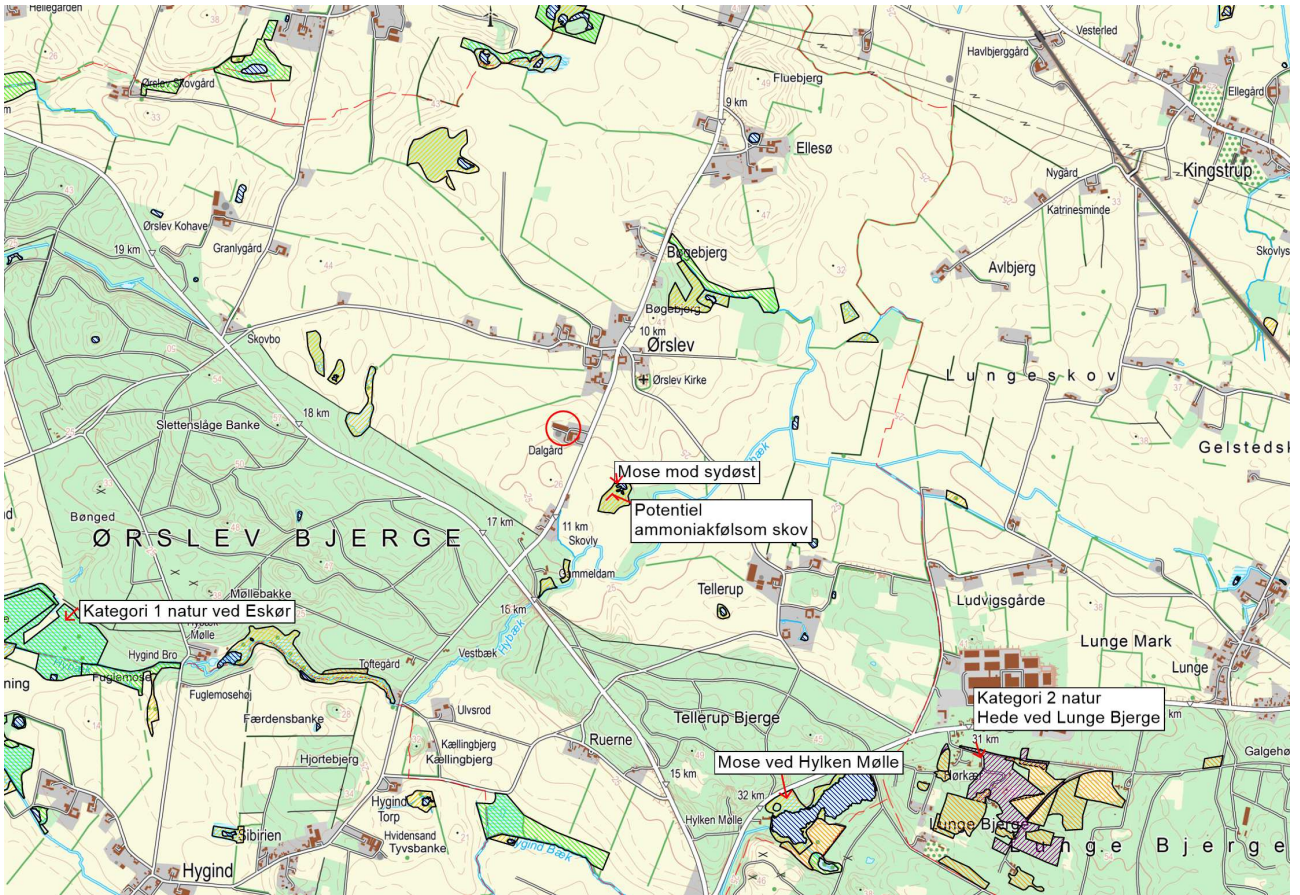 Hellegården
Vesterled
Havlbjerggård
Fluebjerg
Ørslev Skovgård
Ellegård
9 km
Ellesø
Kingstrup
Nygård
Katrinesminde
Ørslev Kohave
Granlygård
19 km
Bøgebjerg
Skovlys
Avlbjerg
Bøgebjerg
10 km
Skovbo
Ørslev
Ørslev Kirke
Lungeskov
18 km
Slettenslåge Banke
Dalgård
Gelstedsk
Mose mod sydøst
Potentiel
ammoniakfølsom skov
Bønged
17 km
11 km
Skovly
ØRSLEV BJERGE
Gammeldam
Møllebakke
Tellerup
Ludvigsgårde
Kategori 1 natur ved Eskør
16 km
Hybæk
Mølle
Hybæk
Lunge Mark
Lunge
Hygind Bro
Vestbæk
Toftegård
Fuglemose
ning
Fuglemosehøj
Ulvsrod
Kategori 2 natur
Hede ved Lunge Bjerge
Færdensbanke
Tellerup Bjerge
31 km
km
Ruerne
Kællingbjerg
Kællingbjerg
Galgehø
Hjortebjerg
Mose ved Hylken Mølle
15 km
Hørkær
Hygind
Torp
32 km
Hylken Mølle
Sibirien
Hvidensand
Tyvsbanke
Lunge Bjerge
Lunge Bjerge
Hygind Bæk
Hygind